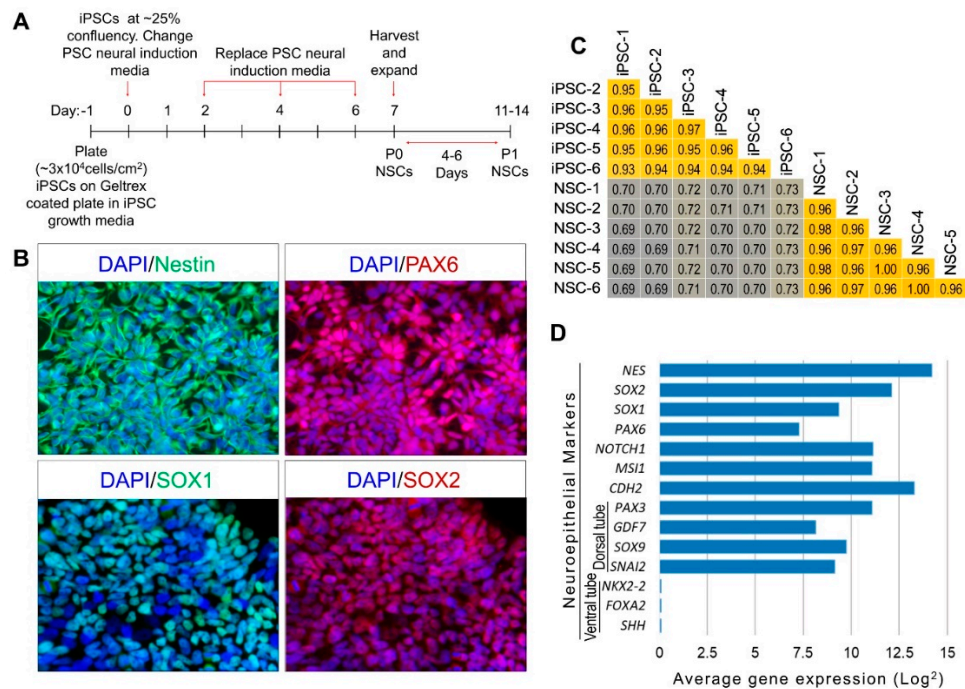 A
iPSCs at ~25%
confluency. Change
PSC neural induction
media
Replace PSC neural
induction media
Harvest
and
expand
Day:-1 0 1 2 4 6 7 11-14
Plate
(~3x10⁴cells/cm²)
iPSCs on Geltrex
coated plate in iPSC
growth media
P0
NSCs
4-6
Days
P1
NSCs
B
DAPI/Nestin
DAPI/PAX6
DAPI/SOX1
DAPI/SOX2
C
iPSC-1
iPSC-2
iPSC-3
iPSC-4
iPSC-5
iPSC-6
NSC-1
NSC-2
NSC-3
NSC-4
NSC-5
iPSC-2 0.95
iPSC-3 0.96 0.95
iPSC-4 0.96 0.96 0.97
iPSC-5 0.95 0.96 0.95 0.96
iPSC-6 0.93 0.94 0.94 0.94 0.94
NSC-1 0.70 0.70 0.72 0.70 0.71 0.73
NSC-2 0.70 0.70 0.72 0.71 0.71 0.73 0.96
NSC-3 0.69 0.70 0.72 0.70 0.70 0.72 0.98 0.96
NSC-4 0.69 0.69 0.71 0.70 0.70 0.73 0.96 0.97 0.96
NSC-5 0.69 0.70 0.72 0.70 0.70 0.72 0.98 0.96 1.00 0.96
NSC-6 0.69 0.69 0.71 0.70 0.70 0.73 0.96 0.97 0.96 1.00 0.96
D
Neuroepithelial Markers
Dorsal tube
Ventral tube
NES
SOX2
SOX1
PAX6
NOTCH1
MSI1
CDH2
PAX3
GDF7
SOX9
SNAI2
NKX2-2
FOXA2
SHH
0 2.5 5 7.5 10 12.5 15
Average gene expression (Log²)